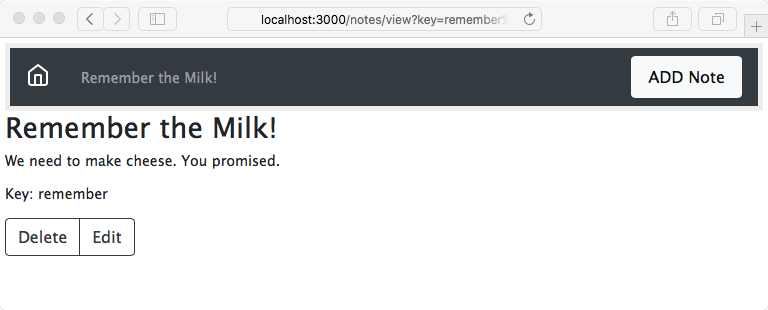 localhost:3000/notes/view?key=remember
Remember the Milk!
ADD Note
Remember the Milk!
We need to make cheese. You promised.
Key: remember
Delete
Edit